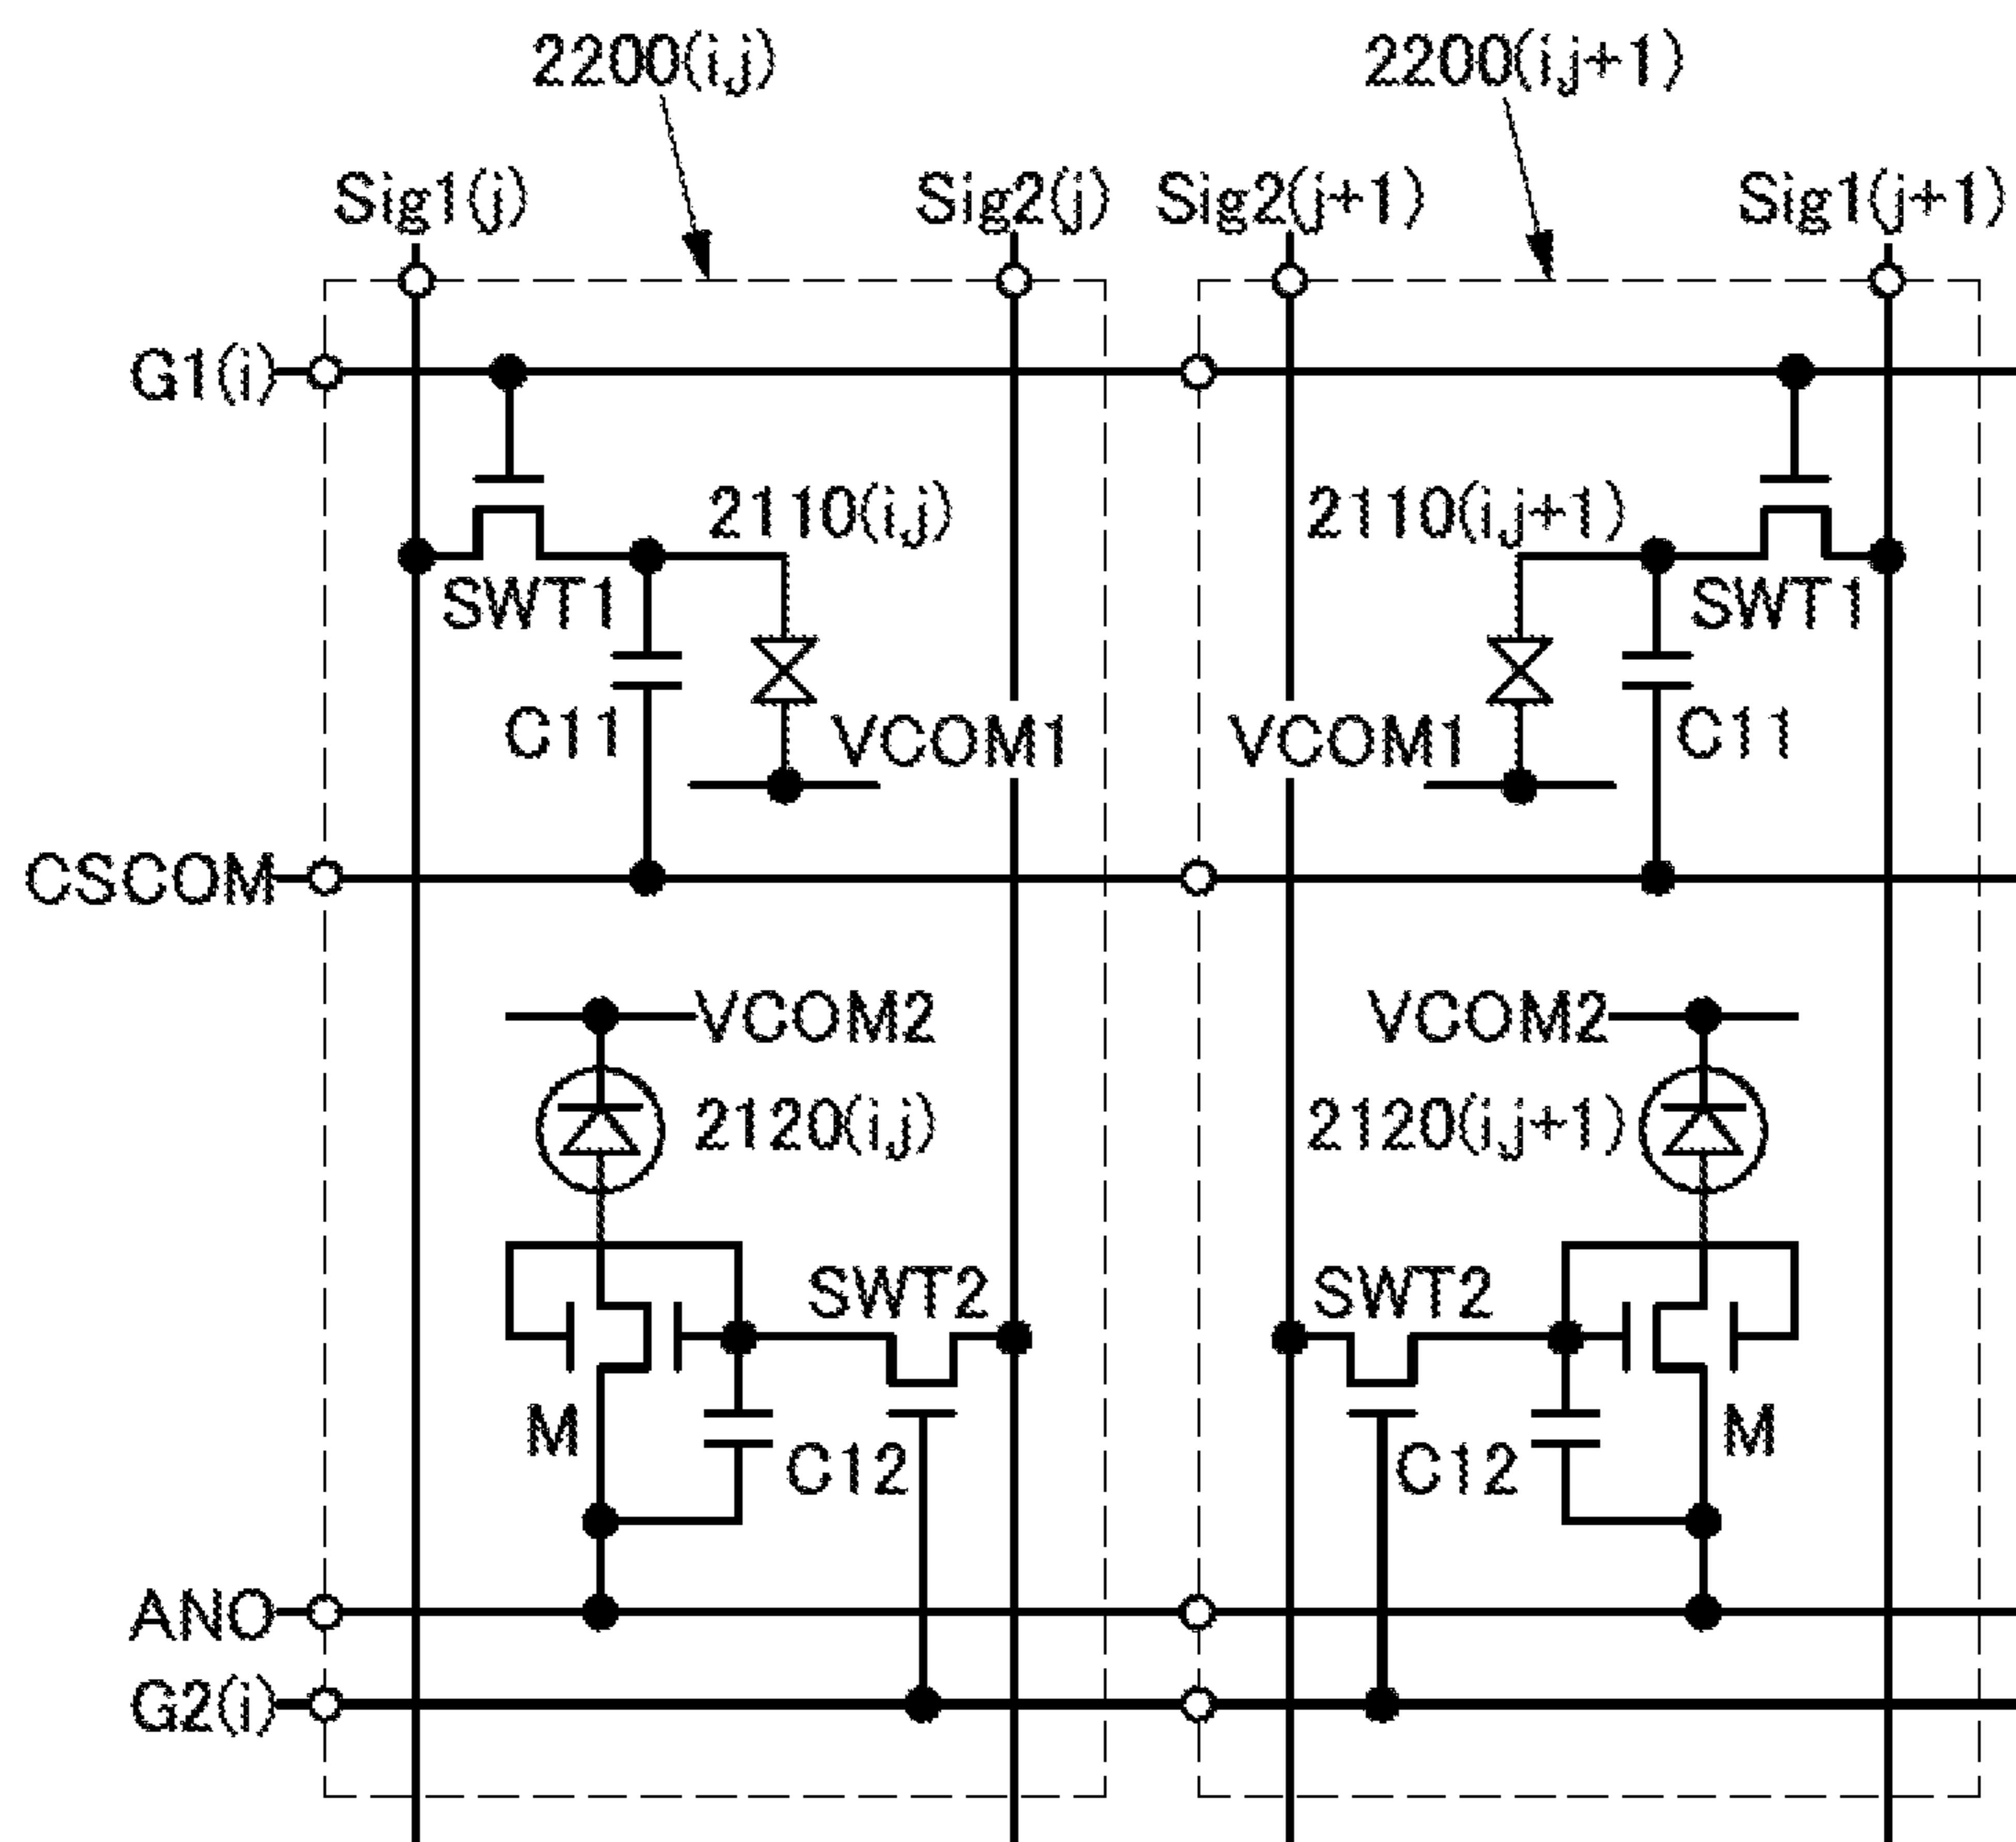 2200(i,j) 2200(i,j+1)
Sig1(j) Sig2(j) Sig2(j+1) Sig1(j+1)
G1(i)
2110(i,j) 2110(i,j+1)
SWT1 SWT1
C11 VCOM1 VCOM1 C11
CSCOM
VCOM2 VCOM2
2120(i,j) 2120(i,j+1)
SWT2 SWT2
M C12 C12 M
ANO
G2(i)